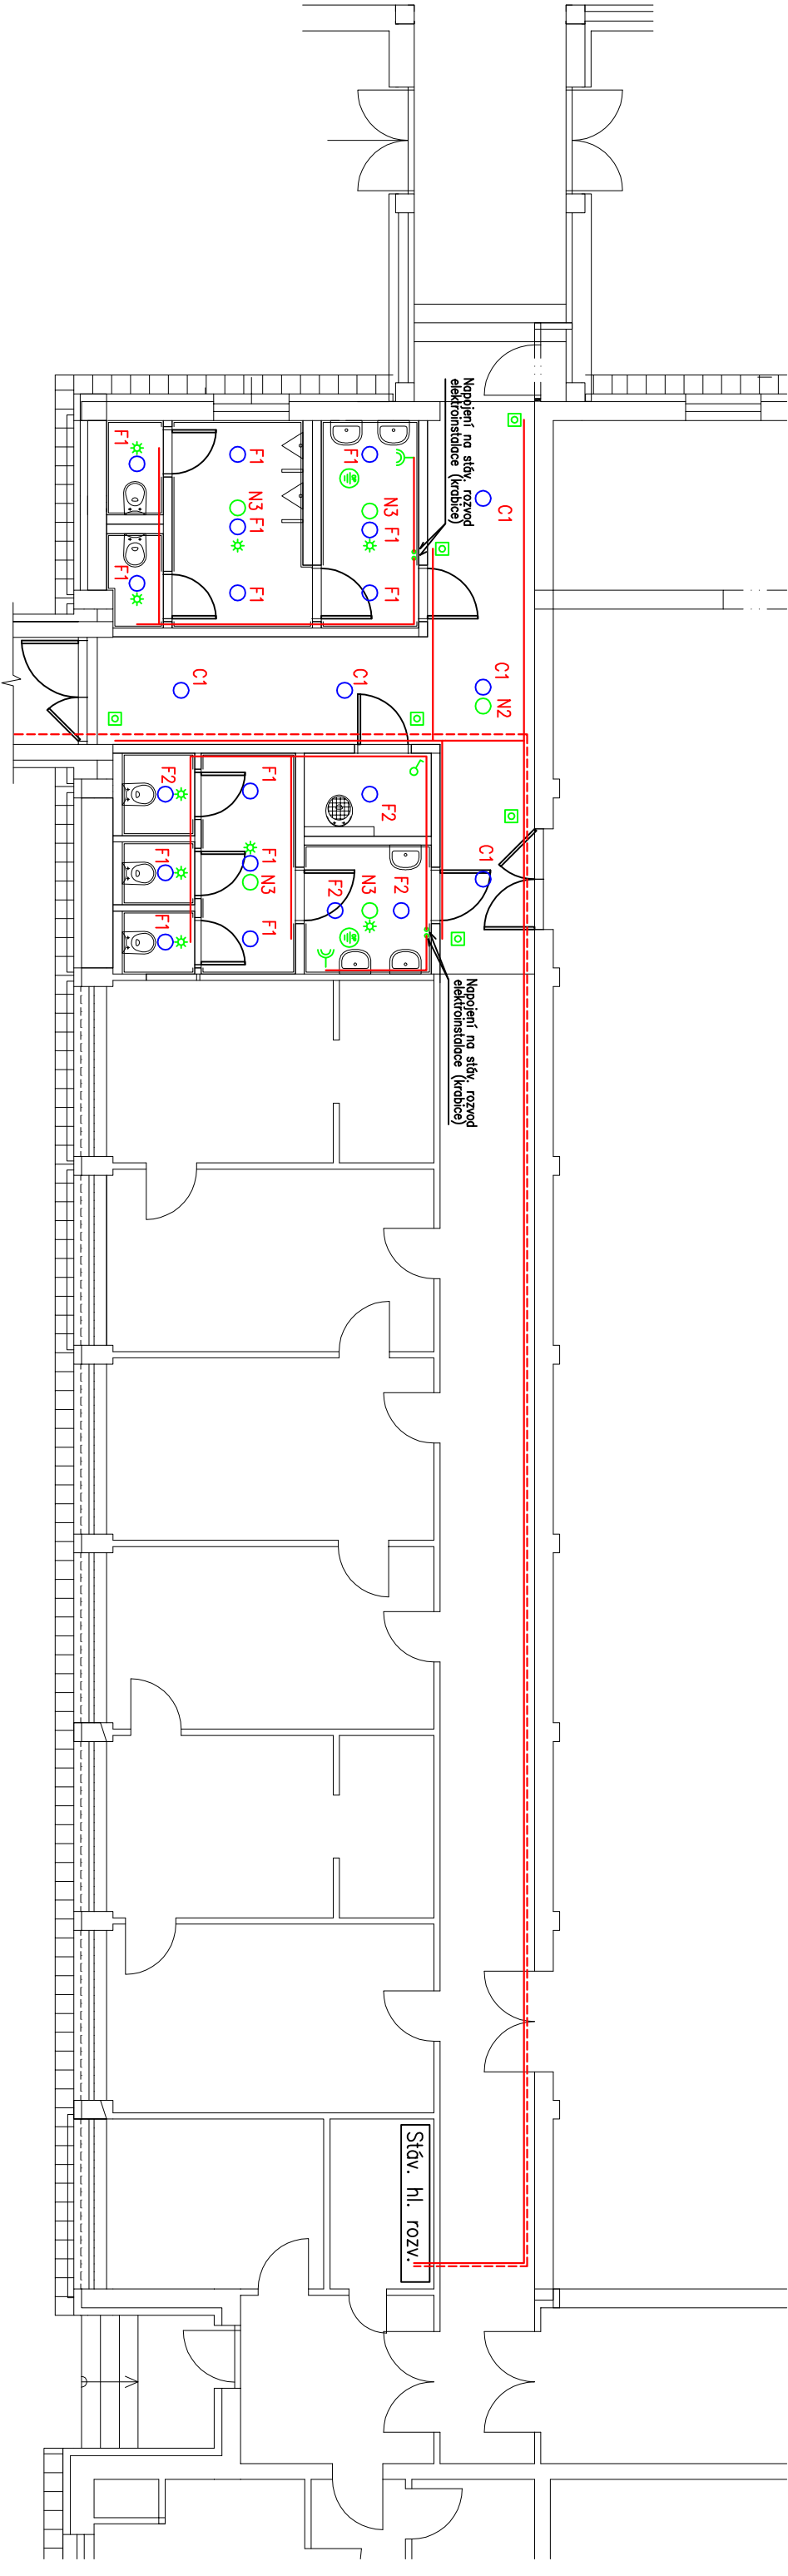 C1
C1
N2
C1
Napojení na stáv. rozvod
elektroinstalace (krabice)
Napojení na stáv. rozvod
elektroinstalace (krabice)
Stáv. hl. rozv.
F1
N3
F1
F1
C1
F2
F2
N3
F2
F1
N3
F1
F1
C1
F1
F1
N3
F1
F2
F1
F1
F1
F1